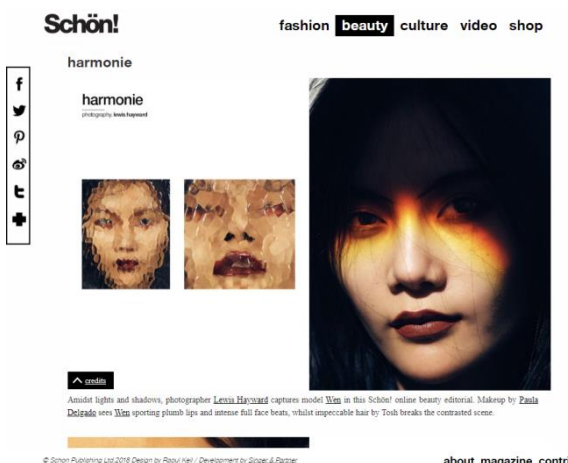 Schön!
fashion beauty culture video shop
harmonie
harmonie
photography lewis hayward
credits
Amidst lights and shadows, photographer Lewis Hayward captures model Wen in this Schön! online beauty editorial. Makeup by Paula
Delgado sees Wen sporting plumb lips and intense full face beats, whilst impeccable hair by Tosh breaks the contrasted scene.
© Schon Publishing Ltd 2018 Design by Raoul Keil / Development by Singer & Partner
about magazine contri